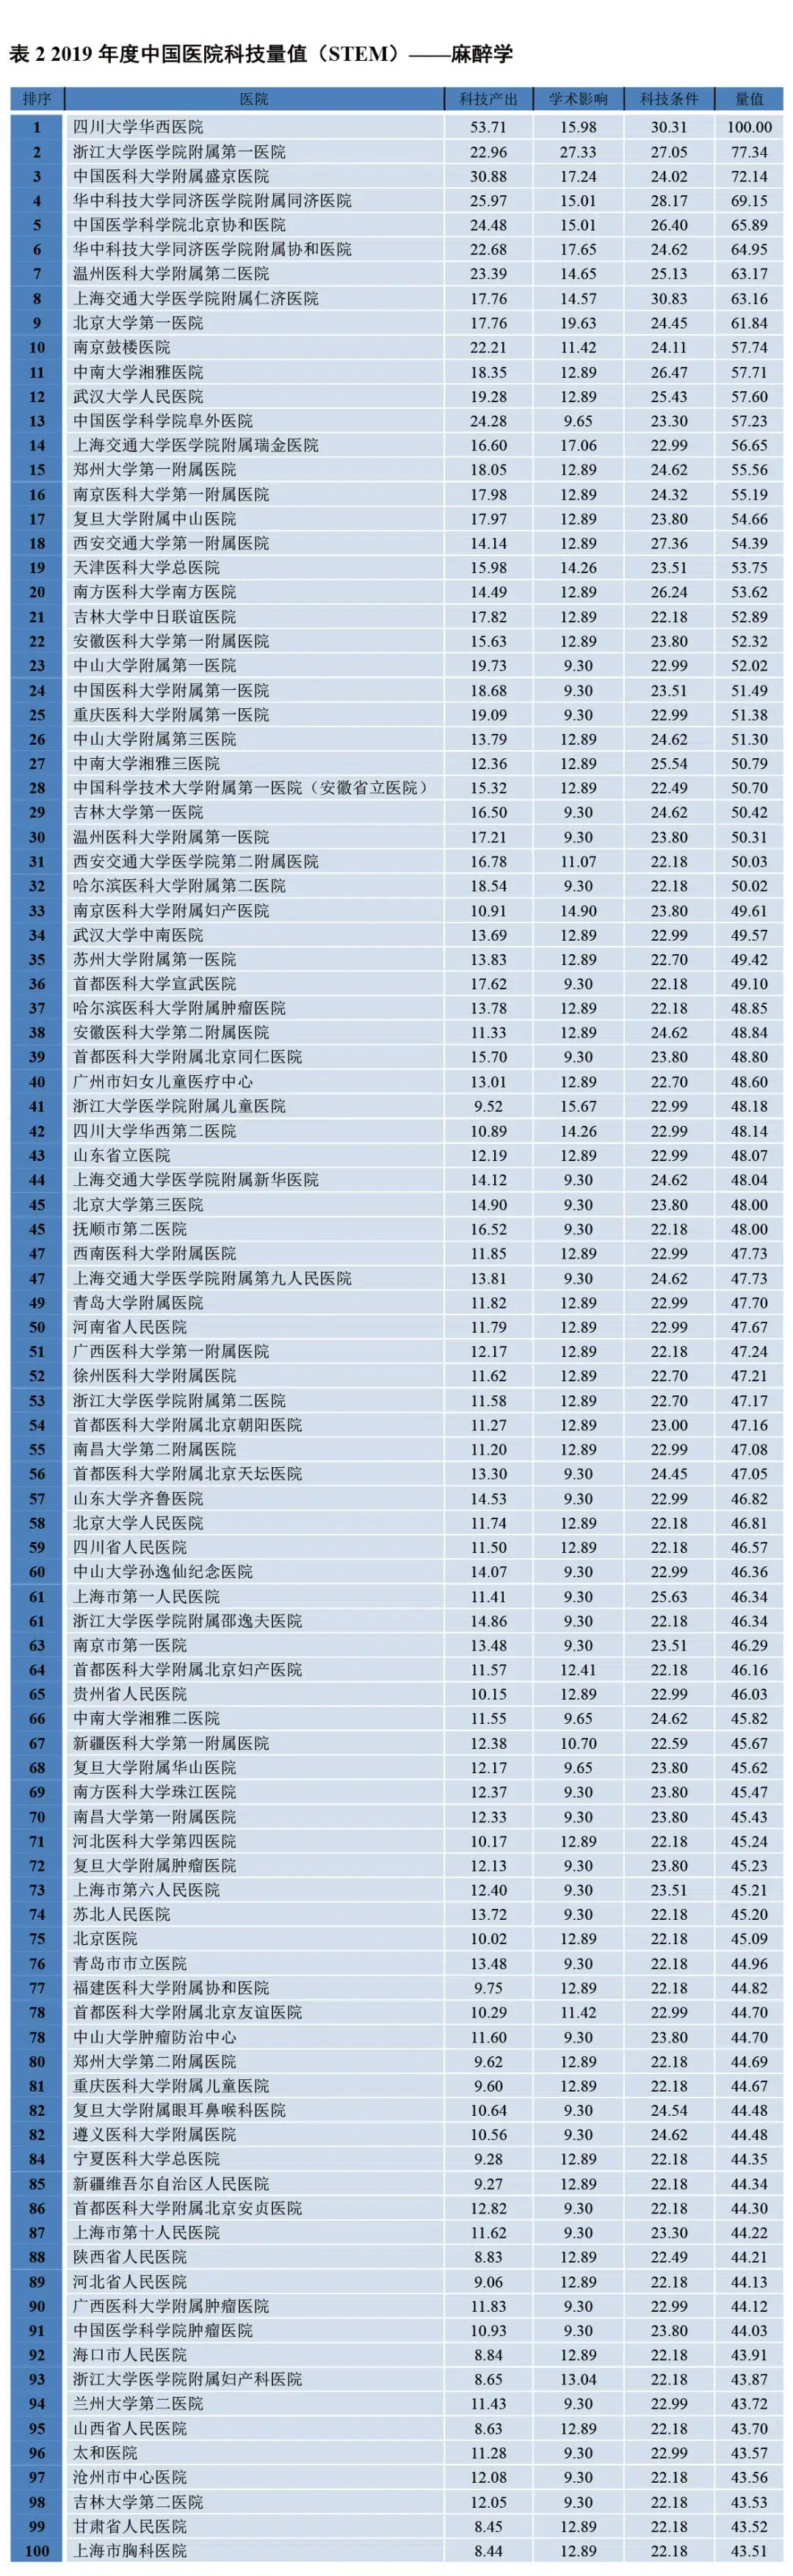 表 2 2019 年度中国医院科技量值（STEM）——麻醉学
排序 医院 科技产出 学术影响 科技条件 量值
1 四川大学华西医院 53.71 15.98 30.31 100.00
2 浙江大学医学院附属第一医院 22.96 27.33 27.05 77.34
3 中国医科大学附属盛京医院 30.88 17.24 24.02 72.14
4 华中科技大学同济医学院附属同济医院 25.97 15.01 28.17 69.15
5 中国医学科学院北京协和医院 24.48 15.01 26.40 65.89
6 华中科技大学同济医学院附属协和医院 22.68 17.65 24.62 64.95
7 温州医科大学附属第二医院 23.39 14.65 25.13 63.17
8 上海交通大学医学院附属仁济医院 17.76 14.57 30.83 63.16
9 北京大学第一医院 17.76 19.63 24.45 61.84
10 南京鼓楼医院 22.21 11.42 24.11 57.74
11 中南大学湘雅医院 18.35 12.89 26.47 57.71
12 武汉大学人民医院 19.28 12.89 25.43 57.60
13 中国医学科学院阜外医院 24.28 9.65 23.30 57.23
14 上海交通大学医学院附属瑞金医院 16.60 17.06 22.99 56.65
15 郑州大学第一附属医院 18.05 12.89 24.62 55.56
16 南京医科大学第一附属医院 17.98 12.89 24.32 55.19
17 复旦大学附属中山医院 17.97 12.89 23.80 54.66
18 西安交通大学第一附属医院 14.14 12.89 27.36 54.39
19 天津医科大学总医院 15.98 14.26 23.51 53.75
20 南方医科大学南方医院 14.49 12.89 26.24 53.62
21 吉林大学中日联谊医院 17.82 12.89 22.18 52.89
22 安徽医科大学第一附属医院 15.63 12.89 23.80 52.32
23 中山大学附属第一医院 19.73 9.30 22.99 52.02
24 中国医科大学附属第一医院 18.68 9.30 23.51 51.49
25 重庆医科大学附属第一医院 19.09 9.30 22.99 51.38
26 中山大学附属第三医院 13.79 12.89 24.62 51.30
27 中南大学湘雅三医院 12.36 12.89 25.54 50.79
28 中国科学技术大学附属第一医院（安徽省立医院） 15.32 12.89 22.49 50.70
29 吉林大学第一医院 16.50 9.30 24.62 50.42
30 温州医科大学附属第一医院 17.21 9.30 23.80 50.31
31 西安交通大学医学院第二附属医院 16.78 11.07 22.18 50.03
32 哈尔滨医科大学附属第二医院 18.54 9.30 22.18 50.02
33 南京医科大学附属妇产医院 10.91 14.90 23.80 49.61
34 武汉大学中南医院 13.69 12.89 22.99 49.57
35 苏州大学附属第一医院 13.83 12.89 22.70 49.42
36 首都医科大学宣武医院 17.62 9.30 22.18 49.10
37 哈尔滨医科大学附属肿瘤医院 13.78 12.89 22.18 48.85
38 安徽医科大学第二附属医院 11.33 12.89 24.62 48.84
39 首都医科大学附属北京同仁医院 15.70 9.30 23.80 48.80
40 广州市妇女儿童医疗中心 13.01 12.89 22.70 48.60
41 浙江大学医学院附属儿童医院 9.52 15.67 22.99 48.18
42 四川大学华西第二医院 10.89 14.26 22.99 48.14
43 山东省立医院 12.19 12.89 22.99 48.07
44 上海交通大学医学院附属新华医院 14.12 9.30 24.62 48.04
45 北京大学第三医院 14.90 9.30 23.80 48.00
45 抚顺市第二医院 16.52 9.30 22.18 48.00
47 西南医科大学附属医院 11.85 12.89 22.99 47.73
47 上海交通大学医学院附属第九人民医院 13.81 9.30 24.62 47.73
49 青岛大学附属医院 11.82 12.89 22.99 47.70
50 河南省人民医院 11.79 12.89 22.99 47.67
51 广西医科大学第一附属医院 12.17 12.89 22.18 47.24
52 徐州医科大学附属医院 11.62 12.89 22.70 47.21
53 浙江大学医学院附属第二医院 11.58 12.89 22.70 47.17
54 首都医科大学附属北京朝阳医院 11.27 12.89 23.00 47.16
55 南昌大学第二附属医院 11.20 12.89 22.99 47.08
56 首都医科大学附属北京天坛医院 13.30 9.30 24.45 47.05
57 山东大学齐鲁医院 14.53 9.30 22.99 46.82
58 北京大学人民医院 11.74 12.89 22.18 46.81
59 四川省人民医院 11.50 12.89 22.18 46.57
60 中山大学孙逸仙纪念医院 14.07 9.30 22.99 46.36
61 上海市第一人民医院 11.41 9.30 25.63 46.34
61 浙江大学医学院附属邵逸夫医院 14.86 9.30 22.18 46.34
63 南京市第一医院 13.48 9.30 23.51 46.29
64 首都医科大学附属北京妇产医院 11.57 12.41 22.18 46.16
65 贵州省人民医院 10.15 12.89 22.99 46.03
66 中南大学湘雅二医院 11.55 9.65 24.62 45.82
67 新疆医科大学第一附属医院 12.38 10.70 22.59 45.67
68 复旦大学附属华山医院 12.17 9.65 23.80 45.62
69 南方医科大学珠江医院 12.37 9.30 23.80 45.47
70 南昌大学第一附属医院 12.33 9.30 23.80 45.43
71 河北医科大学第四医院 10.17 12.89 22.18 45.24
72 复旦大学附属肿瘤医院 12.13 9.30 23.80 45.23
73 上海市第六人民医院 12.40 9.30 23.51 45.21
74 苏北人民医院 13.72 9.30 22.18 45.20
75 北京医院 10.02 12.89 22.18 45.09
76 青岛市市立医院 13.48 9.30 22.18 44.96
77 福建医科大学附属协和医院 9.75 12.89 22.18 44.82
78 首都医科大学附属北京友谊医院 10.29 11.42 22.99 44.70
78 中山大学肿瘤防治中心 11.60 9.30 23.80 44.70
80 郑州大学第二附属医院 9.62 12.89 22.18 44.69
81 重庆医科大学附属儿童医院 9.60 12.89 22.18 44.67
82 复旦大学附属眼耳鼻喉科医院 10.64 9.30 24.54 44.48
82 遵义医科大学附属医院 10.56 9.30 24.62 44.48
84 宁夏医科大学总医院 9.28 12.89 22.18 44.35
85 新疆维吾尔自治区人民医院 9.27 12.89 22.18 44.34
86 首都医科大学附属北京安贞医院 12.82 9.30 22.18 44.30
87 上海市第十人民医院 11.62 9.30 23.30 44.22
88 陕西省人民医院 8.83 12.89 22.49 44.21
89 河北省人民医院 9.06 12.89 22.18 44.13
90 广西医科大学附属肿瘤医院 11.83 9.30 22.99 44.12
91 中国医学科学院肿瘤医院 10.93 9.30 23.80 44.03
92 海口市人民医院 8.84 12.89 22.18 43.91
93 浙江大学医学院附属妇产科医院 8.65 13.04 22.18 43.87
94 兰州大学第二医院 11.43 9.30 22.99 43.72
95 山西省人民医院 8.63 12.89 22.18 43.70
96 太和医院 11.28 9.30 22.99 43.57
97 沧州市中心医院 12.08 9.30 22.18 43.56
98 吉林大学第二医院 12.05 9.30 22.18 43.53
99 甘肃省人民医院 8.45 12.89 22.18 43.52
100 上海市胸科医院 8.44 12.89 22.18 43.51